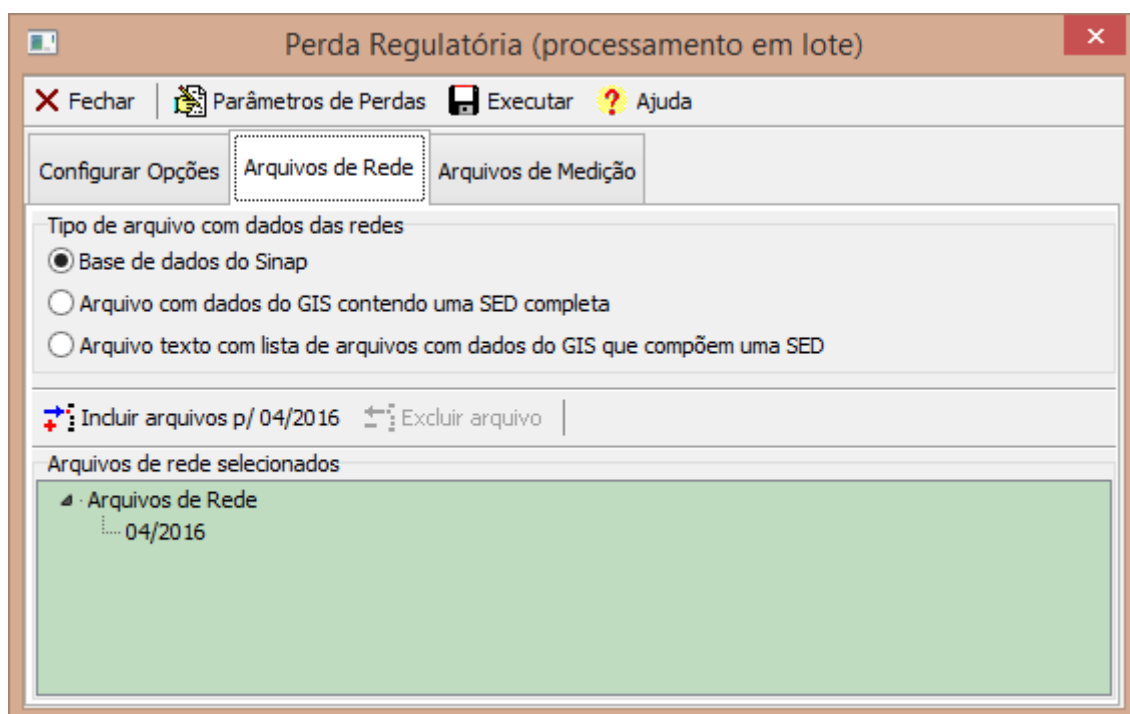 Perda Regulatória (processamento em lote)
Fechar Parâmetros de Perdas Executar ? Ajuda
Configurar Opções Arquivos de Rede Arquivos de Medição
Tipo de arquivo com dados das redes
Base de dados do Sinap
Arquivo com dados do GIS contendo uma SED completa
Arquivo texto com lista de arquivos com dados do GIS que compõem uma SED
Incluir arquivos p/ 04/2016 Excluir arquivo
Arquivos de rede selecionados
Arquivos de Rede
04/2016